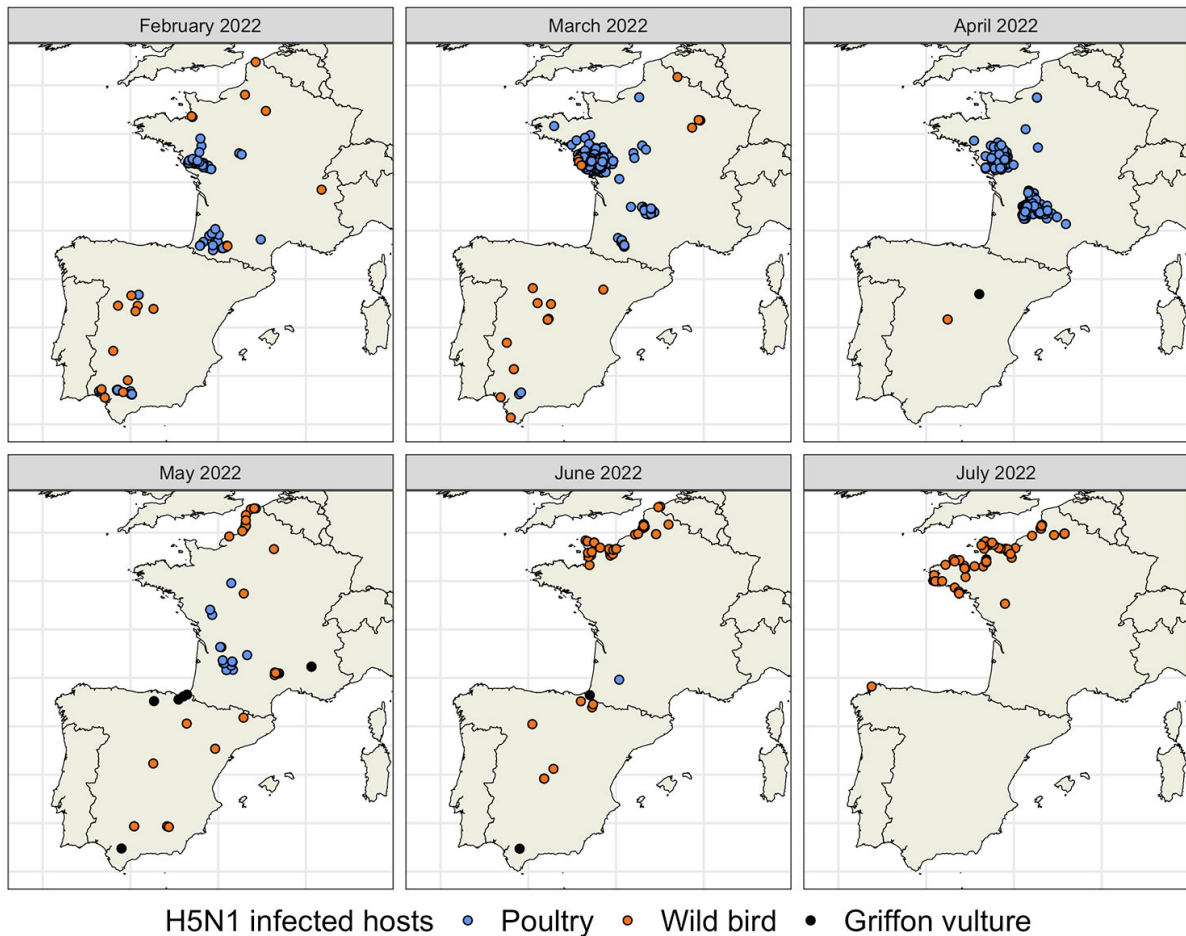 February 2022
March 2022
April 2022
May 2022
June 2022
July 2022
H5N1 infected hosts Poultry Wild bird Griffon vulture